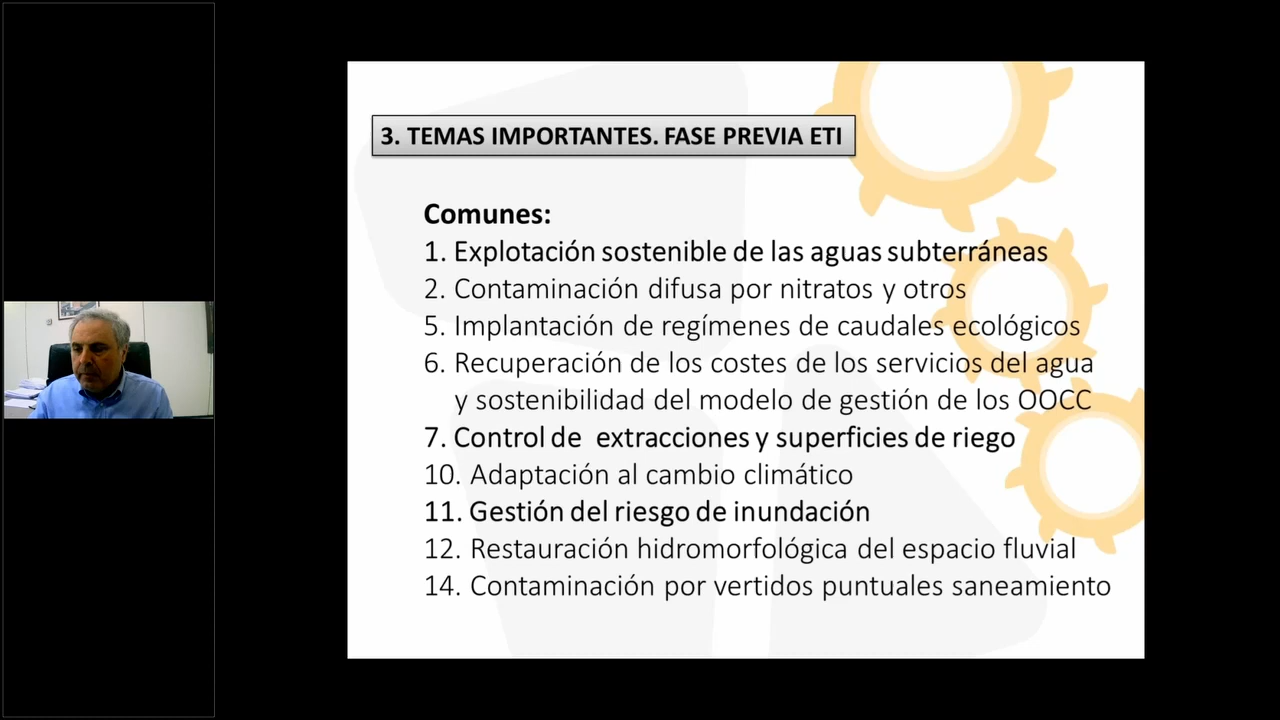 3. TEMAS IMPORTANTES. FASE PREVIA ETI
Comunes:
1. Explotación sostenible de las aguas subterráneas
2. Contaminación difusa por nitratos y otros
5. Implantación de regímenes de caudales ecológicos
6. Recuperación de los costes de los servicios del agua
y sostenibilidad del modelo de gestión de los OOCC
7. Control de extracciones y superficies de riego
10. Adaptación al cambio climático
11. Gestión del riesgo de inundación
12. Restauración hidromorfológica del espacio fluvial
14. Contaminación por vertidos puntuales saneamiento